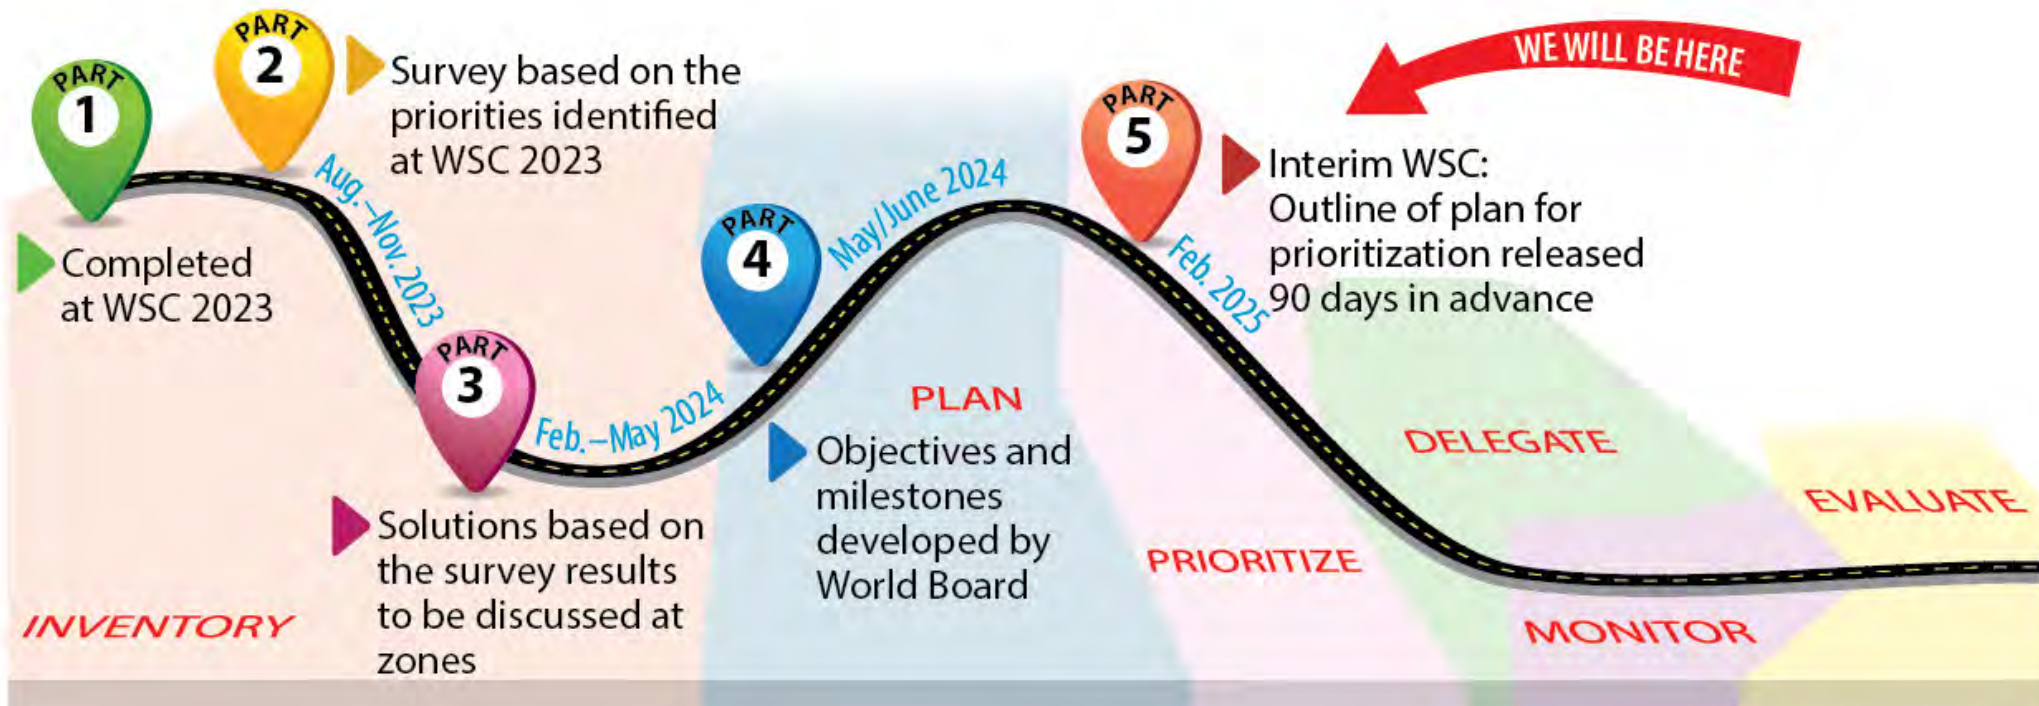 PART
1
Completed
at WSC 2023
PART
2
Survey based on the
priorities identified
at WSC 2023
Aug.–Nov. 2023
PART
3
Solutions based on
the survey results
to be discussed at
zones
Feb.–May 2024
INVENTORY
PART
4
May/June 2024
PLAN
Objectives and
milestones
developed by
World Board
PART
5
WE WILL BE HERE
Interim WSC:
Outline of plan for
prioritization released
90 days in advance
Feb. 2025
PRIORITIZE
DELEGATE
MONITOR
EVALUATE